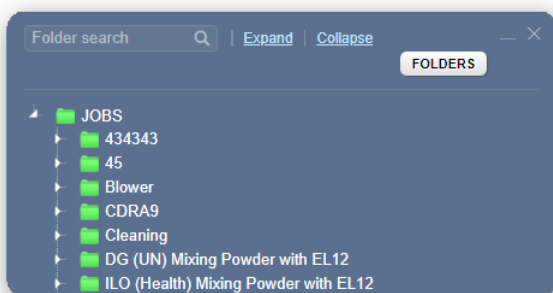 Folder search Expand Collapse
FOLDERS
JOBS
434343
45
Blower
CDRA9
Cleaning
DG (UN) Mixing Powder with EL12
ILO (Health) Mixing Powder with EL12